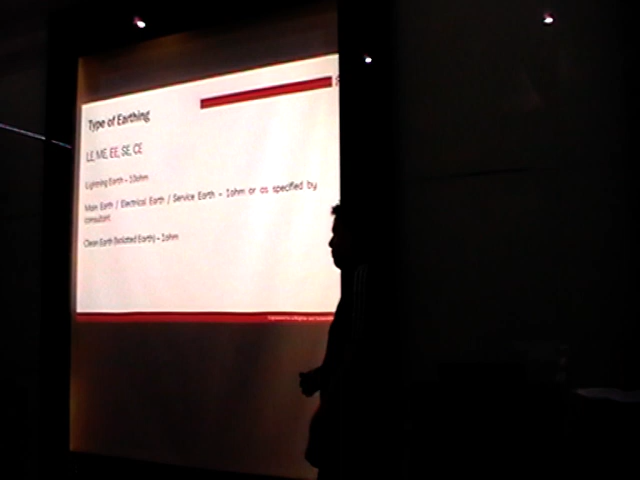 Type of Earthing
LE, ME, EE, SE, CE
Lightning Earth – 10ohm
Main Earth / Electrical Earth / Service Earth – 1ohm or as specified by
consultant
Clean Earth (Isolated Earth) – 1ohm